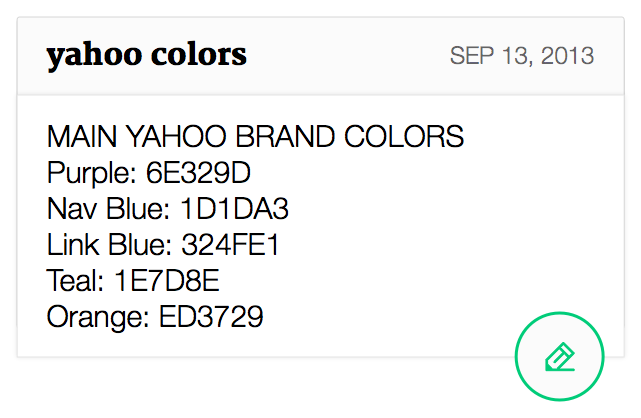 yahoo colors
SEP 13, 2013
MAIN YAHOO BRAND COLORS
Purple: 6E329D
Nav Blue: 1D1DA3
Link Blue: 324FE1
Teal: 1E7D8E
Orange: ED3729